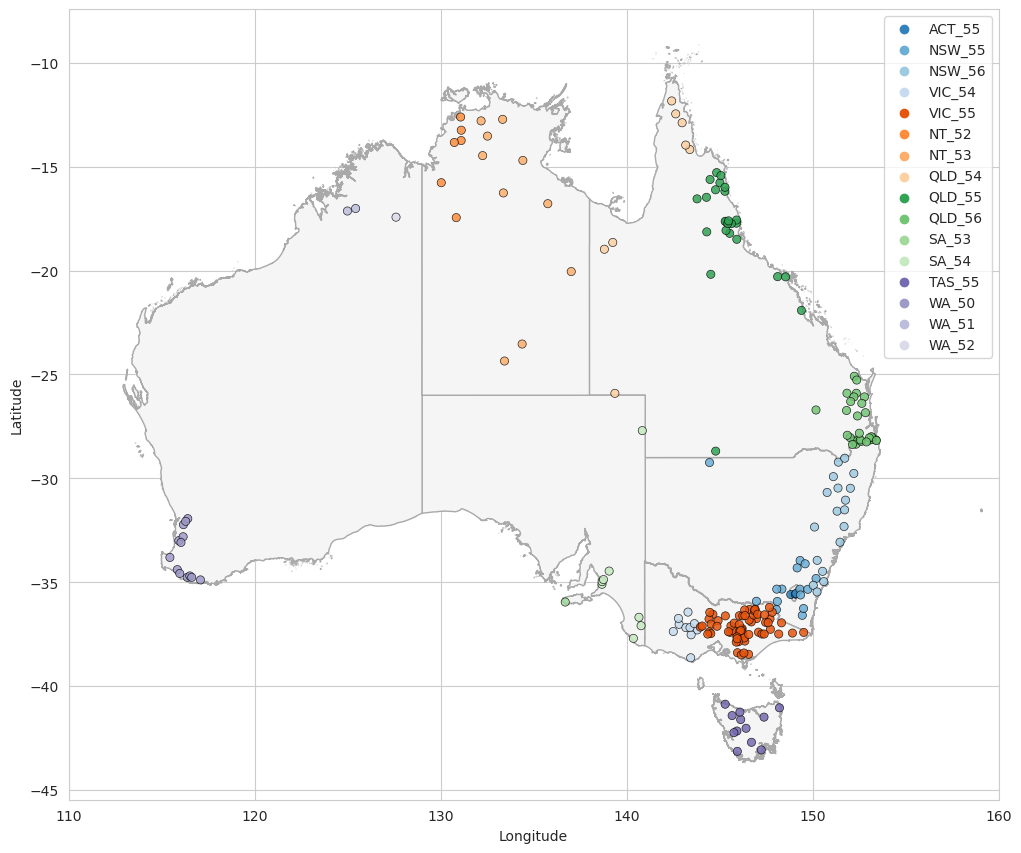 ACT_55
NSW_55
NSW_56
VIC_54
VIC_55
NT_52
NT_53
QLD_54
QLD_55
QLD_56
SA_53
SA_54
TAS_55
WA_50
WA_51
WA_52
Latitude
−10
−15
−20
−25
−30
−35
−40
−45
110
120
130
140
150
160
Longitude